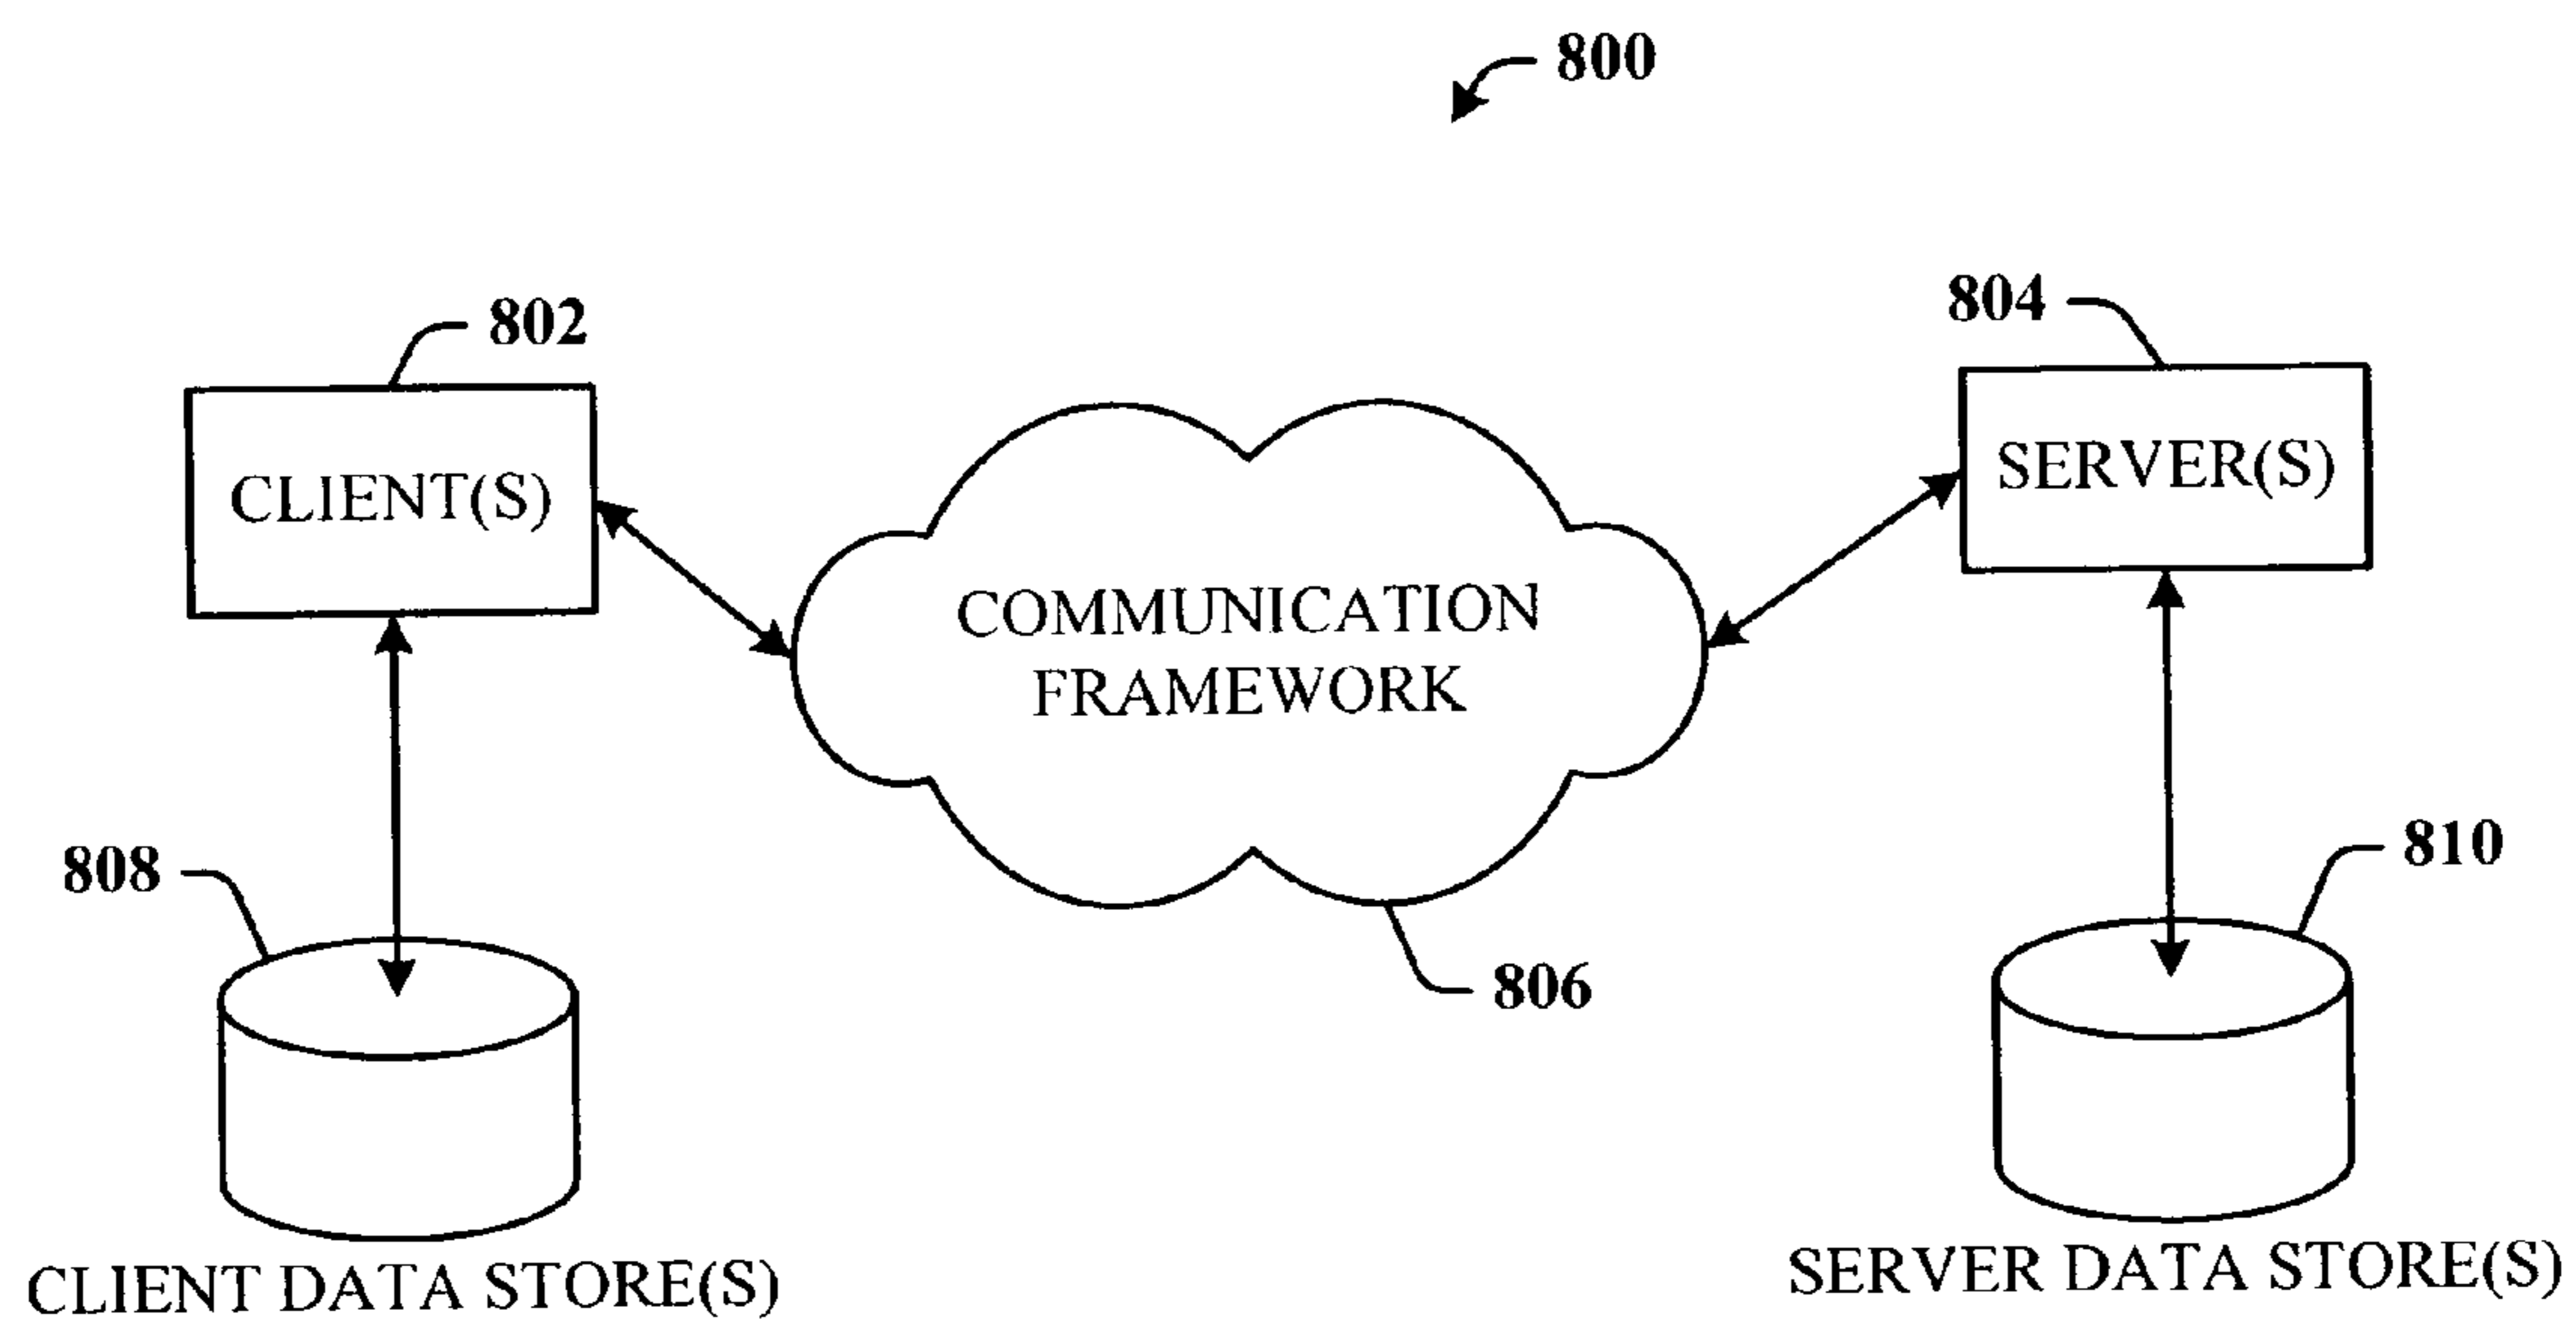 800
802
804
CLIENT(S)
SERVER(S)
COMMUNICATION
FRAMEWORK
808
810
806
CLIENT DATA STORE(S)
SERVER DATA STORE(S)